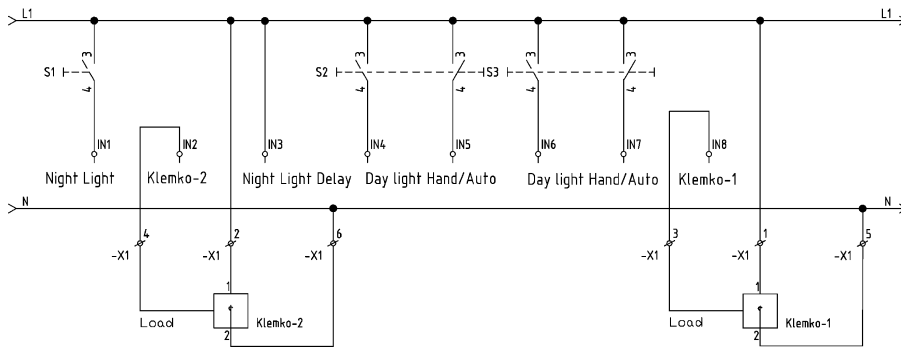 L1 L1
3 3 3 3 3
S1 S2 S3
4 4 4 4 4
IN1 IN2 IN3 IN4 IN5 IN6 IN7 IN8
Night Light Klemko-2 Night Light Delay Day light Hand/Auto Day light Hand/Auto Klemko-1
N N
4 2 6 3 1 5
-X1 -X1 -X1 -X1 -X1 -X1
1 1
Load Klemko-2 Load Klemko-1
2 2